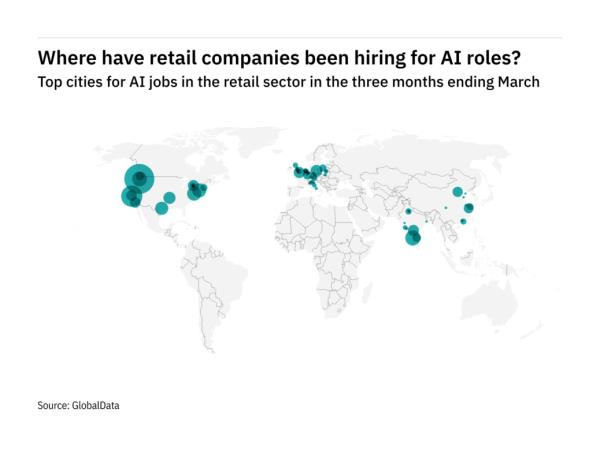 Where have retail companies been hiring for AI roles?
Top cities for AI jobs in the retail sector in the three months ending March
Source: GlobalData